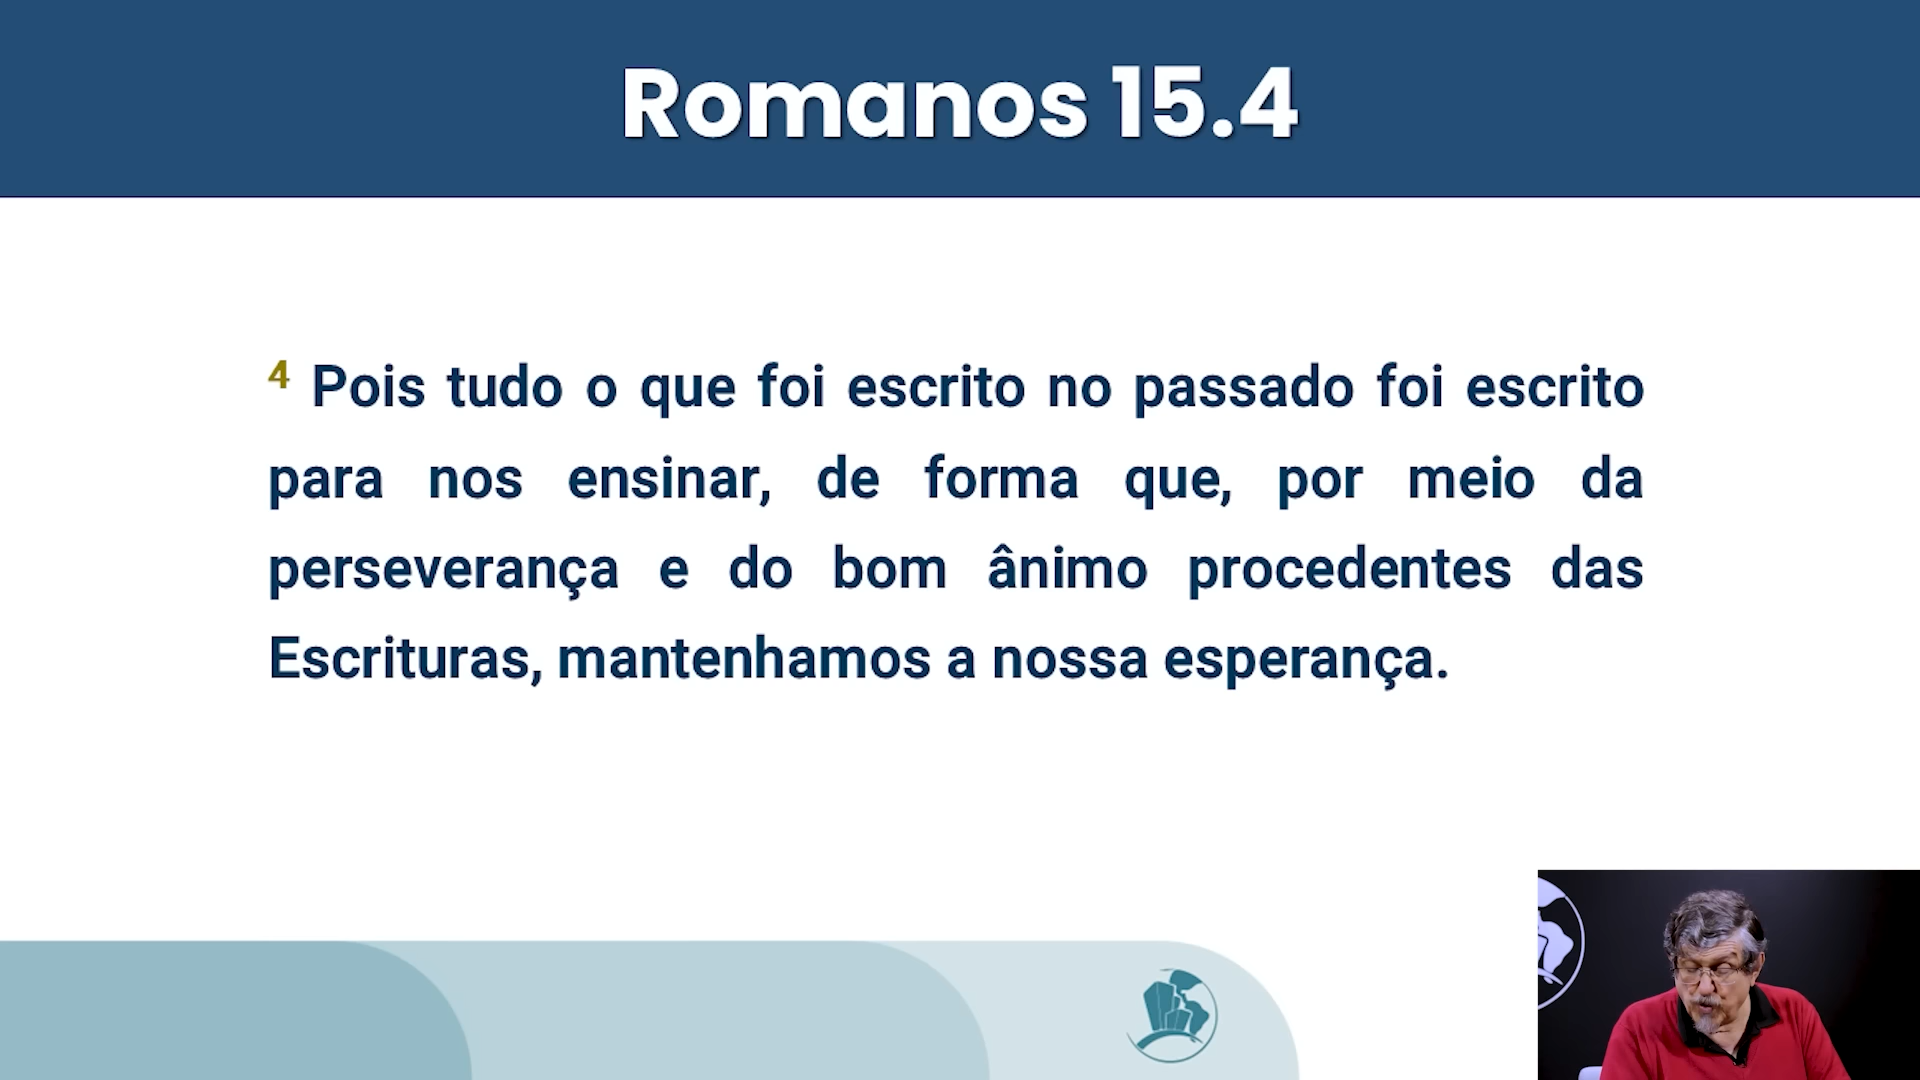 Romanos 15.4
4 Pois tudo o que foi escrito no passado foi escrito
para nos ensinar, de forma que, por meio da
perseverança e do bom ânimo procedentes das
Escrituras, mantenhamos a nossa esperança.